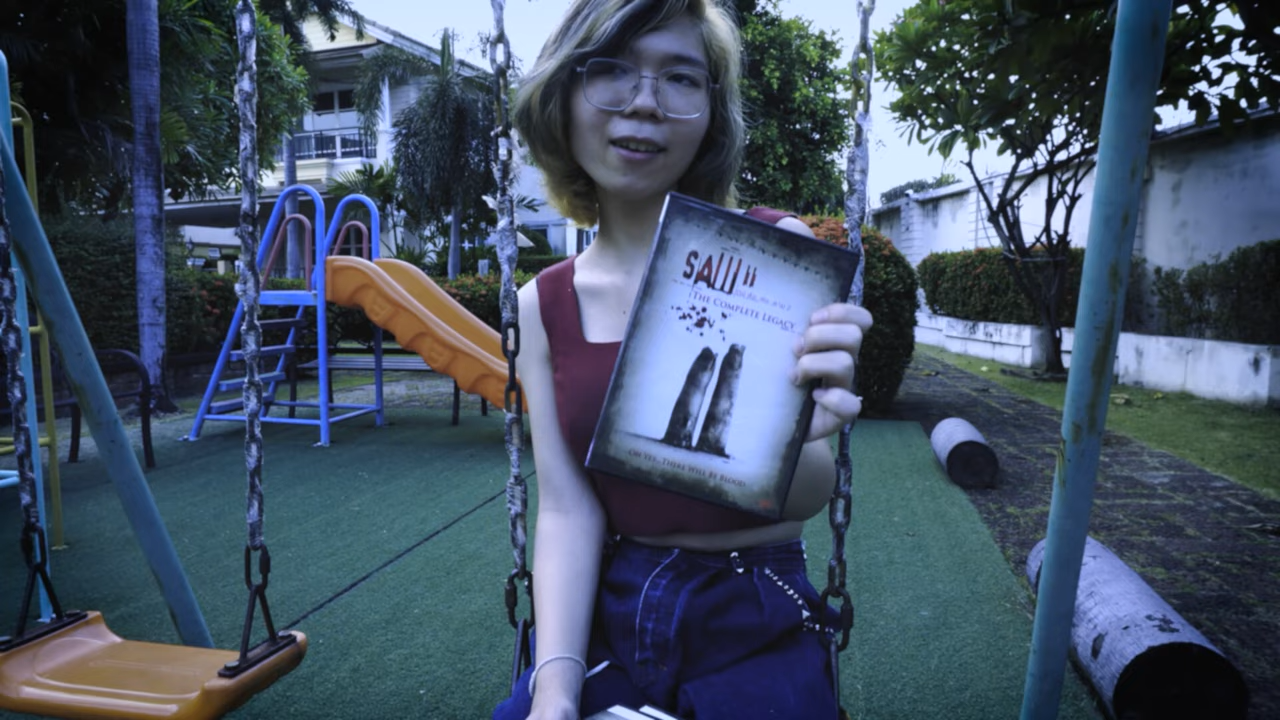 SAW II
THE COMPLETE LEGACY
OH YES, THERE WILL BE BLOOD